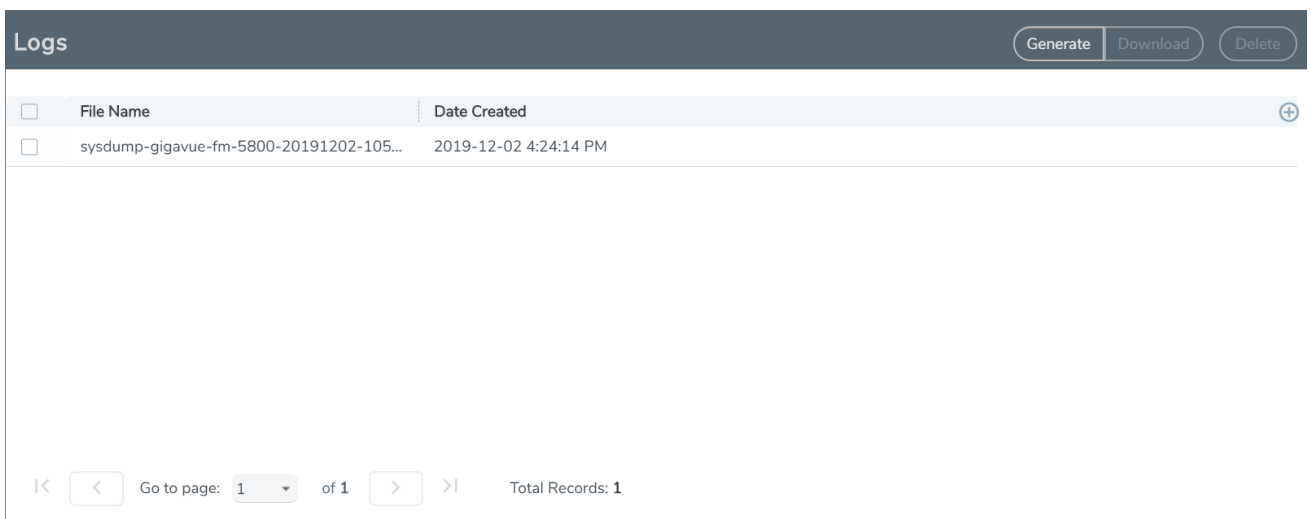 Logs Generate Download Delete
File Name Date Created
sysdump-gigavue-fm-5800-20191202-105... 2019-12-02 4:24:14 PM
Go to page: 1 of 1 Total Records: 1